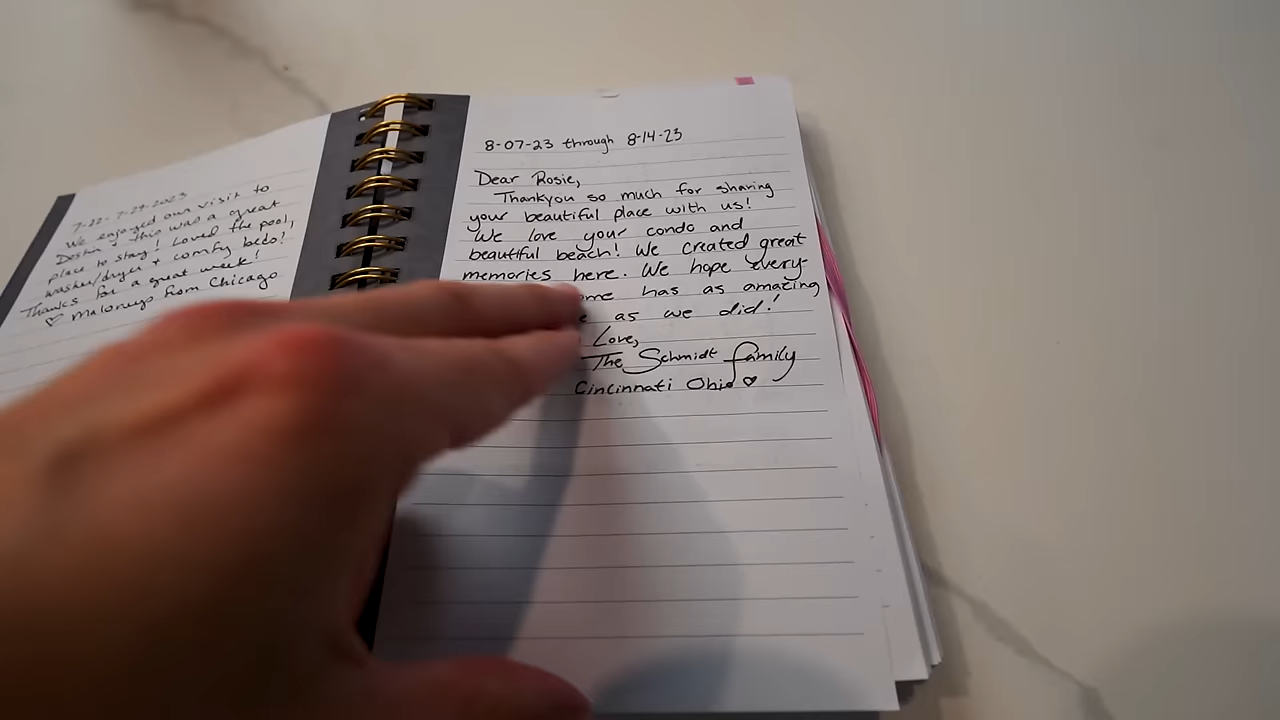 7-22 - 7-29-2023
We enjoyed our visit to
Destin, this was a great
place to stay! Loved the pool,
washer/dryer + comfy beds!
Thanks for a great week!
♡ Maloneys from Chicago
8-07-23 through 8-14-23
Dear Rosie,
Thankyou so much for sharing
your beautiful place with us!
We love your condo and
beautiful beach! We created great
memories here. We hope every-
ome has as amazing
as we did!
Love,
The Schmidt family
Cincinnati Ohio ♡